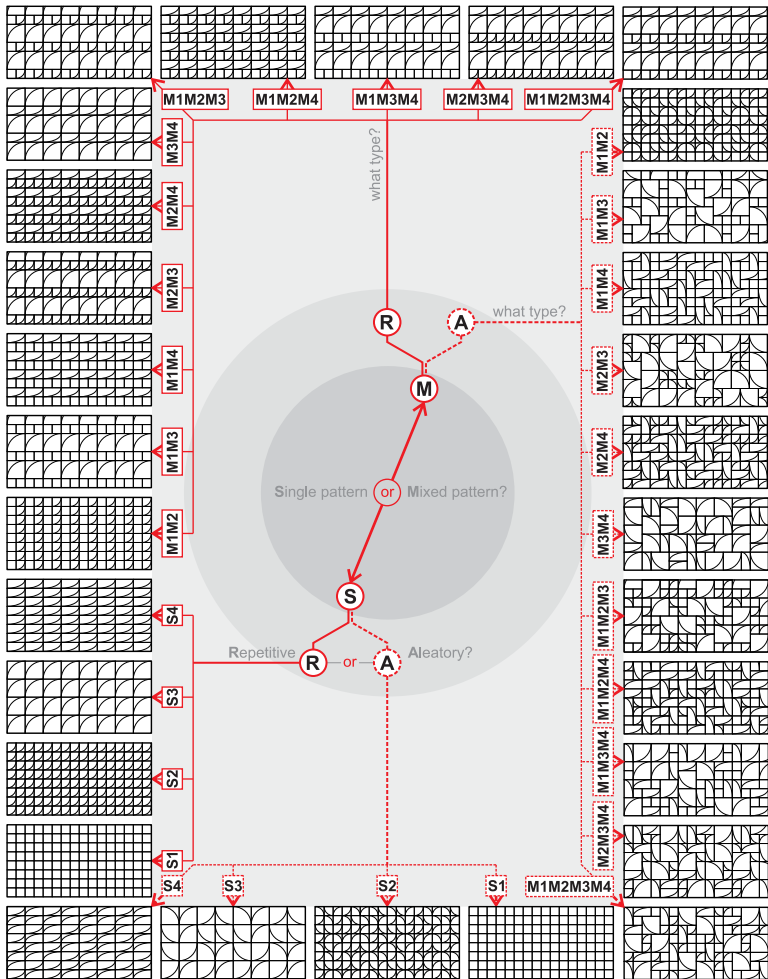 M1M2M3
M1M2M4
M1M3M4
M2M3M4
M1M2M3M4
what type?
M3M4
M2M4
M2M3
M1M4
M1M3
M1M2
S4
S3
S2
S1
R
A
what type?
M
Single pattern or Mixed pattern?
S
Repetitive R or A Aleatory?
M1M2
M1M3
M1M4
M2M3
M2M4
M3M4
M1M2M3
M1M2M4
M1M3M4
M2M3M4
S4
S3
S2
S1
M1M2M3M4